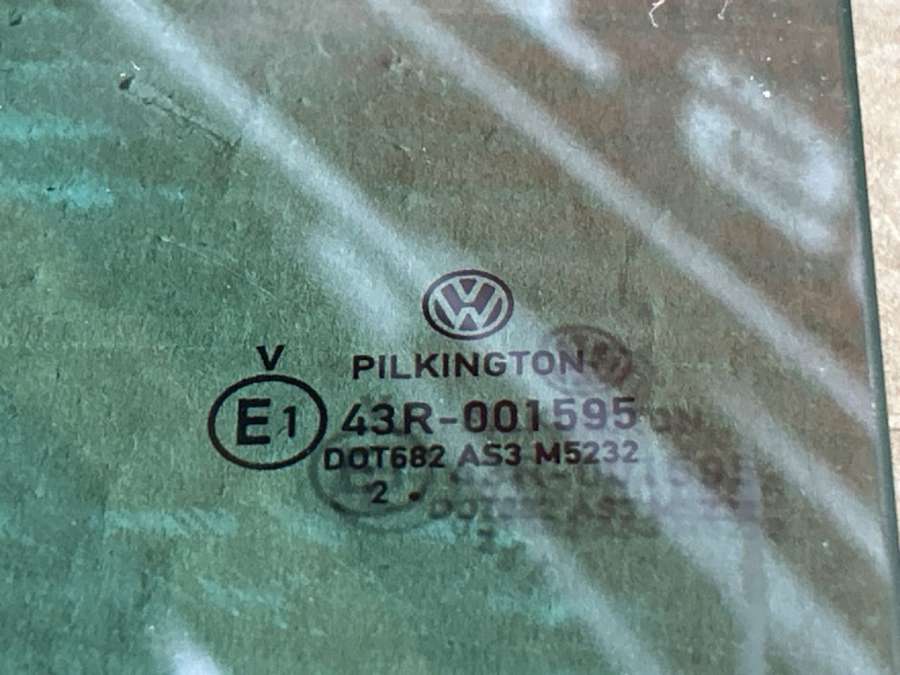 V
PILKINGTON
E1 43R-001595
DOT682 AS3 M5232
2 .